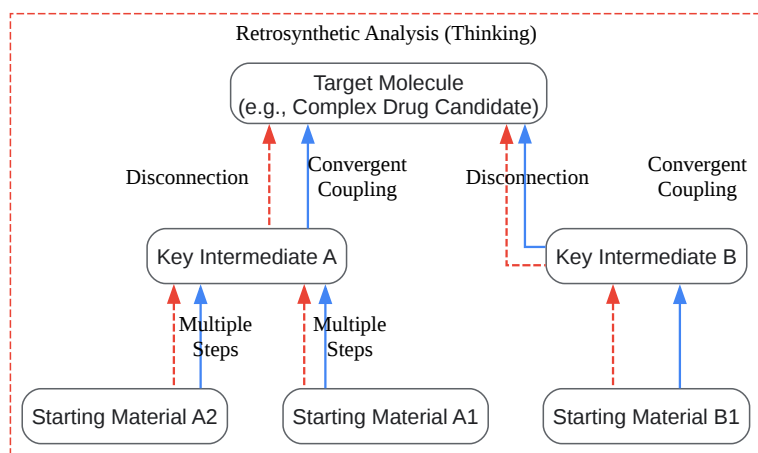 Retrosynthetic Analysis (Thinking)
Target Molecule
(e.g., Complex Drug Candidate)
Disconnection
Convergent
Coupling
Disconnection
Convergent
Coupling
Key Intermediate A
Key Intermediate B
Multiple
Steps
Multiple
Steps
Starting Material A2
Starting Material A1
Starting Material B1